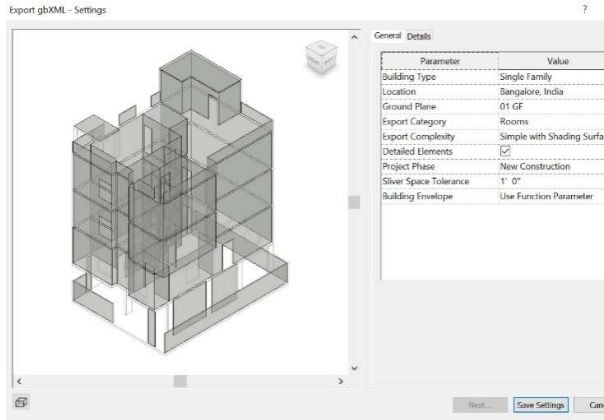 Export gbXML - Settings
?
General Details
Parameter Value
Building Type Single Family
Location Bangalore, India
Ground Plane 01 GF
Export Category Rooms
Export Complexity Simple with Shading Surfa
Detailed Elements
Project Phase New Construction
Sliver Space Tolerance 1' 0"
Building Envelope Use Function Parameter
Next... Save Settings Can